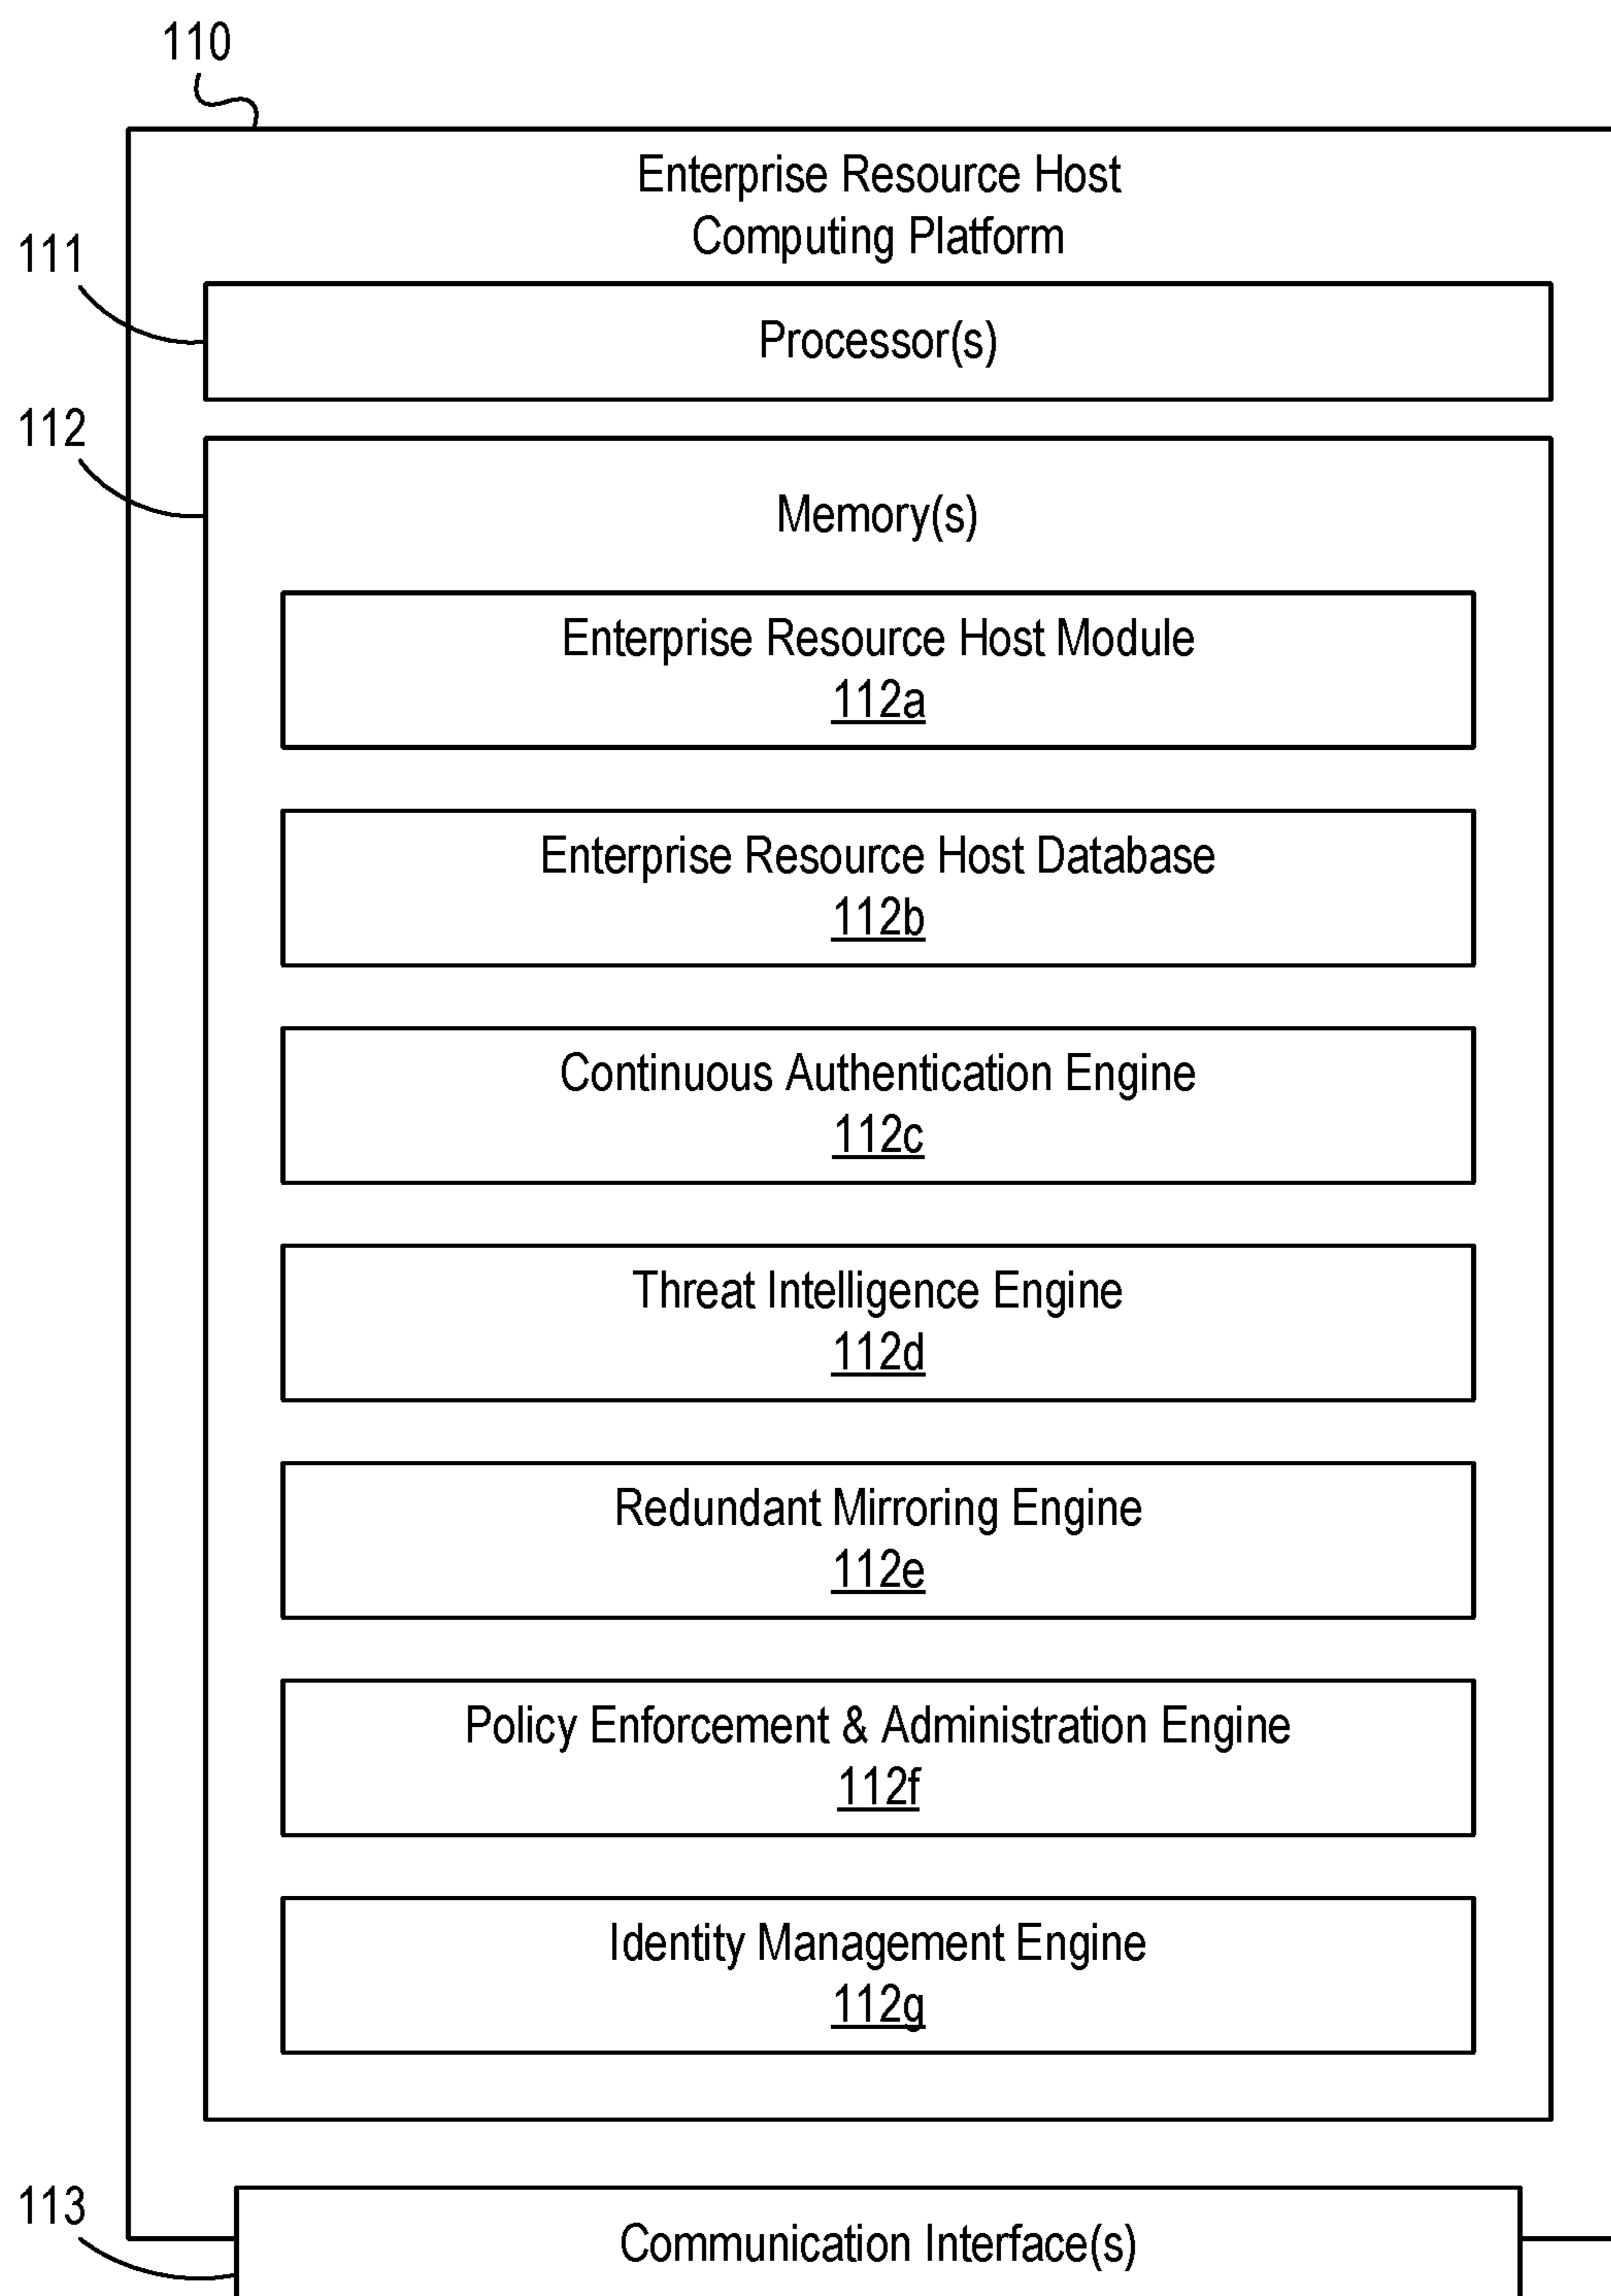 110
Enterprise Resource Host
Computing Platform
111
Processor(s)
112
Memory(s)
Enterprise Resource Host Module
112a
Enterprise Resource Host Database
112b
Continuous Authentication Engine
112c
Threat Intelligence Engine
112d
Redundant Mirroring Engine
112e
Policy Enforcement & Administration Engine
112f
Identity Management Engine
112g
113
Communication Interface(s)